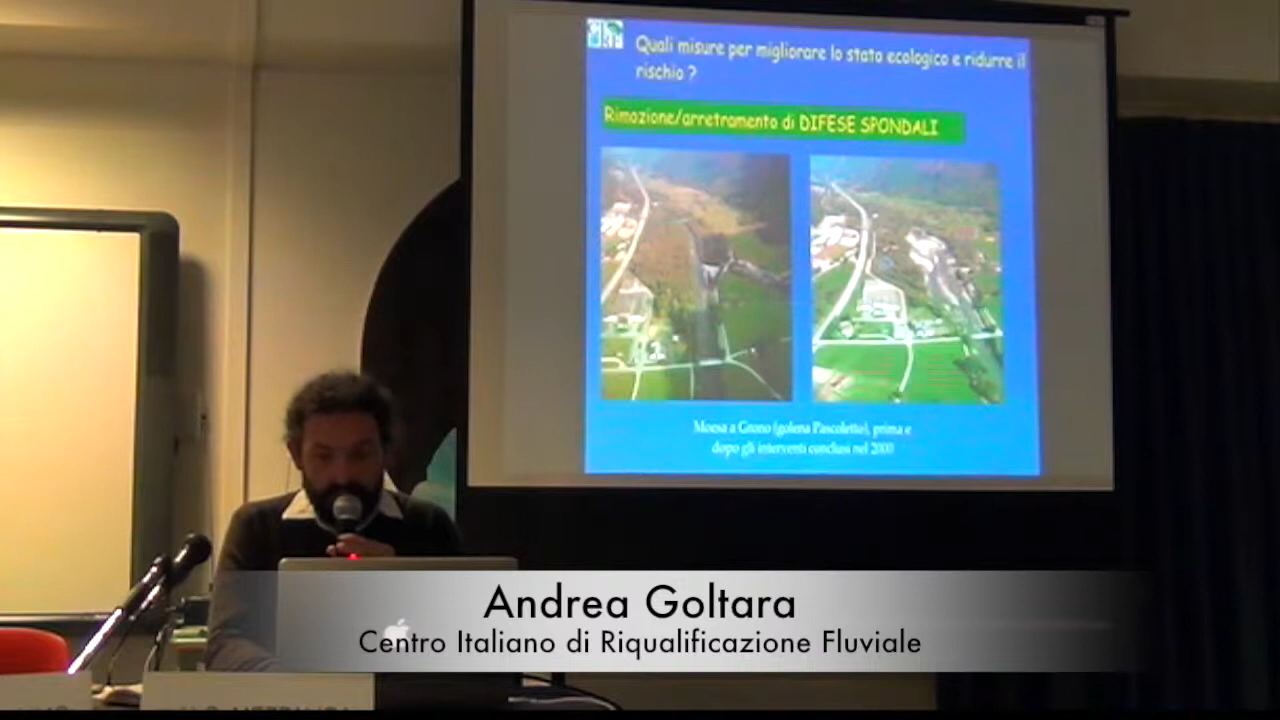 Quali misure per migliorare lo stato ecologico e ridurre il
rischio ?
Rimozione/arretramento di DIFESE SPONDALI
Moesa a Grono (golena Pascoletto), prima e
dopo gli interventi conclusi nel 2000
Andrea Goltara
Centro Italiano di Riqualificazione Fluviale